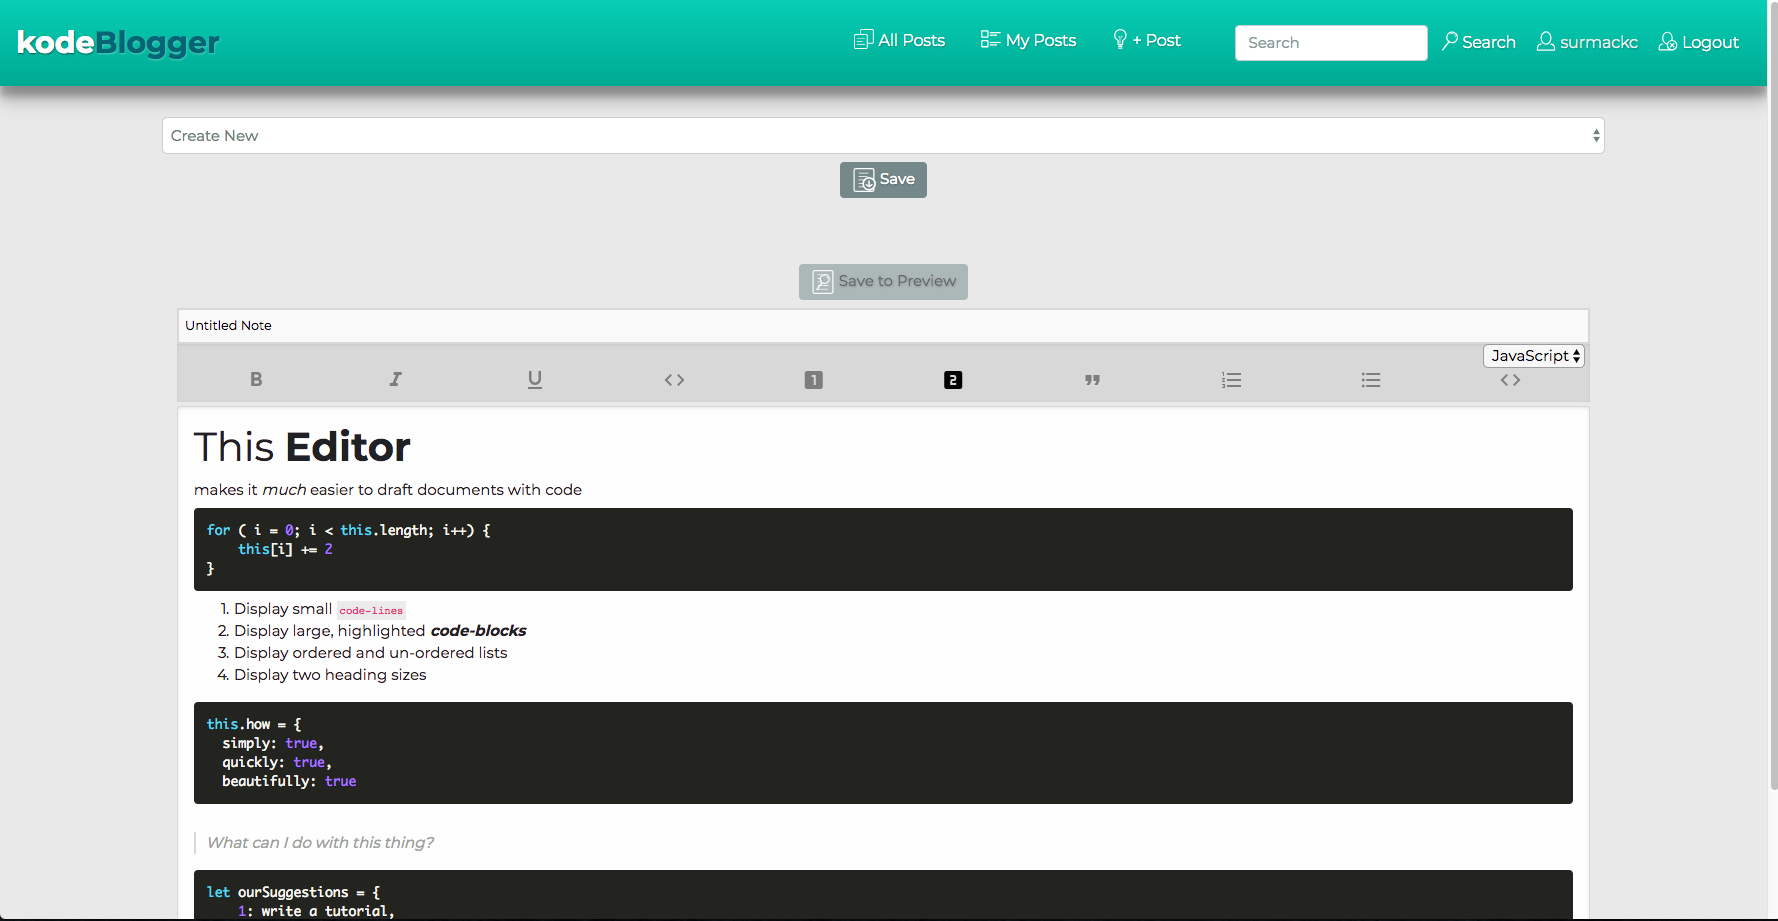 kodeBlogger All Posts My Posts + Post Search Search surmackc Logout
Create New
Save
Save to Preview
Untitled Note
JavaScript
B I U <> 1 2 " <>
This Editor
makes it much easier to draft documents with code
for ( i = 0; i < this.length; i++) {
    this[i] += 2
}
1. Display small code-lines
2. Display large, highlighted code-blocks
3. Display ordered and un-ordered lists
4. Display two heading sizes
this.how = {
  simply: true,
  quickly: true,
  beautifully: true
What can I do with this thing?
let ourSuggestions = {
    1: write a tutorial,